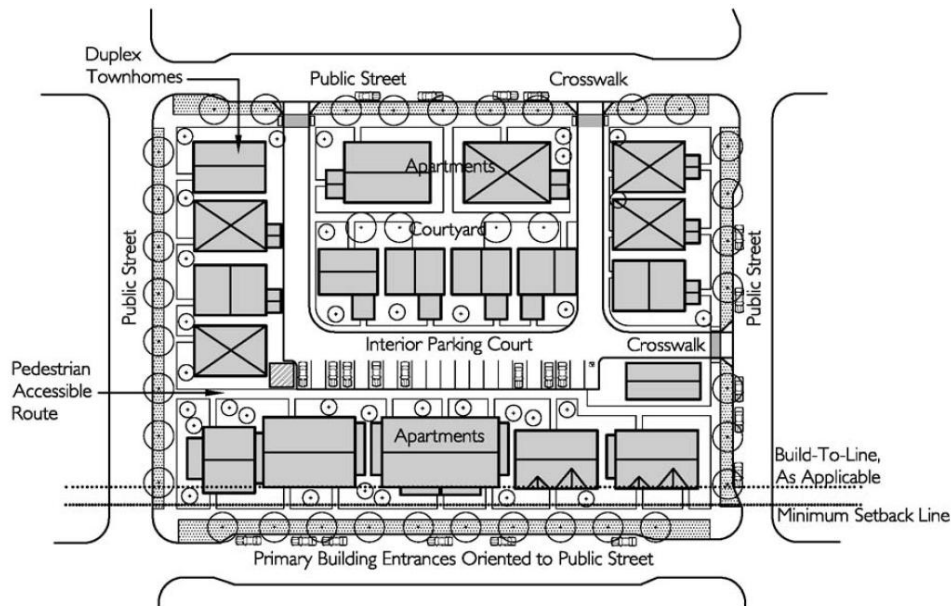 Duplex
Townhomes
Public Street
Crosswalk
Apartments
Courtyard
Public Street
Public Street
Interior Parking Court
Crosswalk
Pedestrian
Accessible
Route
Apartments
Build-To-Line,
As Applicable
Minimum Setback Line
Primary Building Entrances Oriented to Public Street